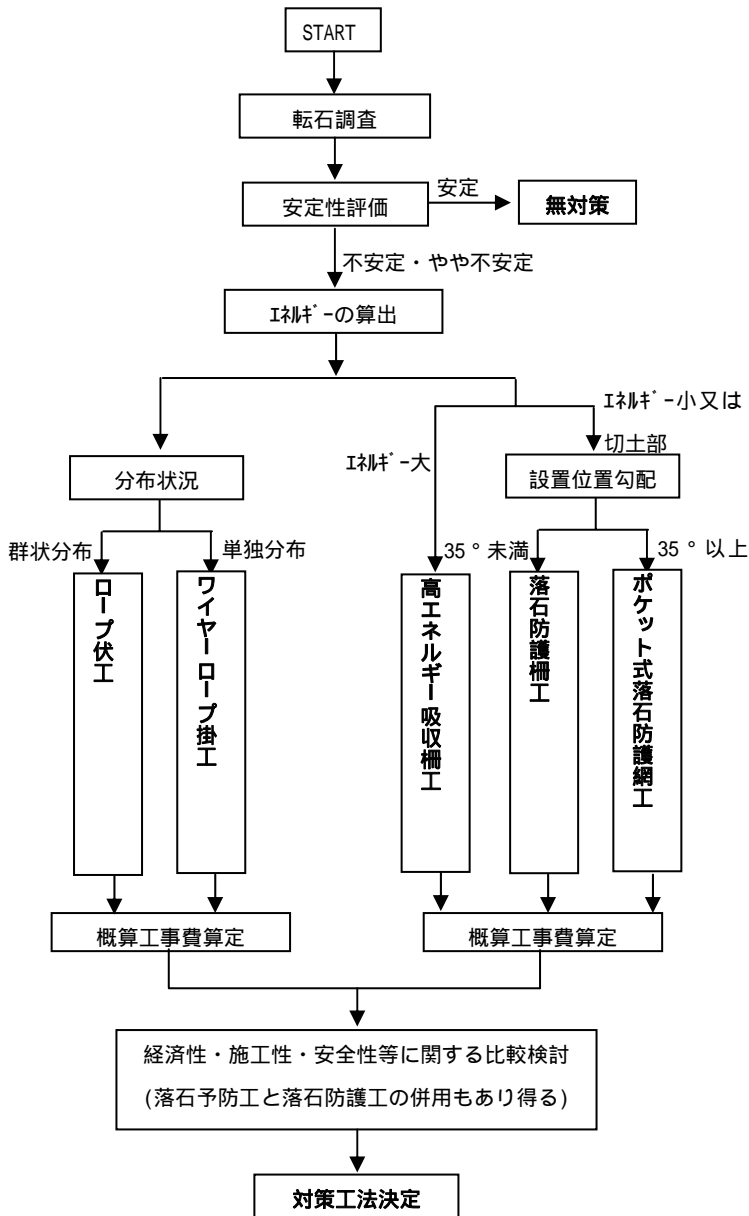 START
転石調査
安定性評価
安定
無対策
不安定・やや不安定
ｴﾈﾙｷﾞｰの算出
ｴﾈﾙｷﾞｰ小又は
切土部
ｴﾈﾙｷﾞｰ大
分布状況
設置位置勾配
群状分布
単独分布
35°未満
35°以上
ロープ伏工
ワイヤーロープ掛工
高エネルギー吸収柵工
落石防護柵工
ポケット式落石防護網工
概算工事費算定
概算工事費算定
経済性・施工性・安全性等に関する比較検討
(落石予防工と落石防護工の併用もあり得る)
対策工法決定